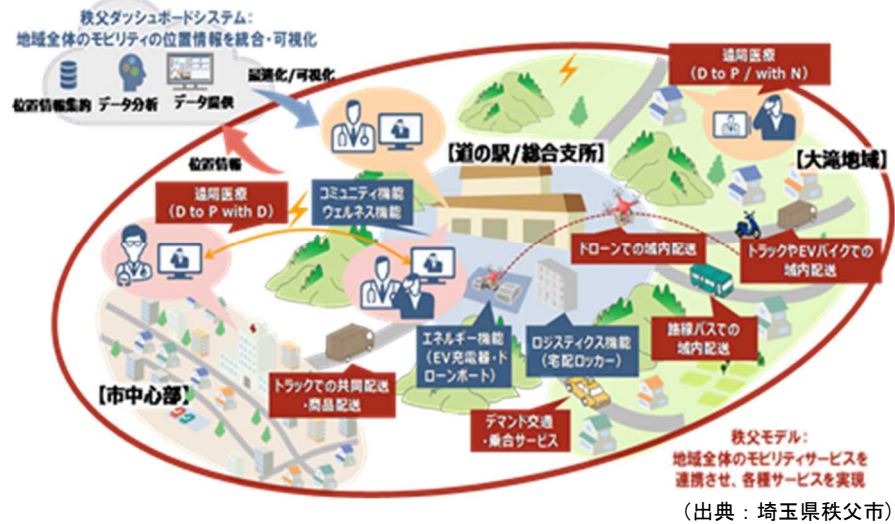 秩父ダッシュボードシステム：
地域全体のモビリティの位置情報を統合・可視化
位置情報集約
データ分析
データ提供
最適化/可視化
位置情報
遠隔医療
（D to P with D）
コミュニティ機能
ウェルネス機能
【道の駅/総合支所】
遠隔医療
（D to P / with N）
【大滝地域】
ドローンでの域内配送
トラックやEVバイクでの
域内配送
路線バスでの
域内配送
エネルギー機能
（EV充電器・ド
ローンポート）
ロジスティクス機能
（宅配ロッカー）
トラックでの共同配送
・商品配送
【市中心部】
デマンド交通
・乗合サービス
秩父モデル：
地域全体のモビリティサービスを
連携させ、各種サービスを実現
（出典：埼玉県秩父市）